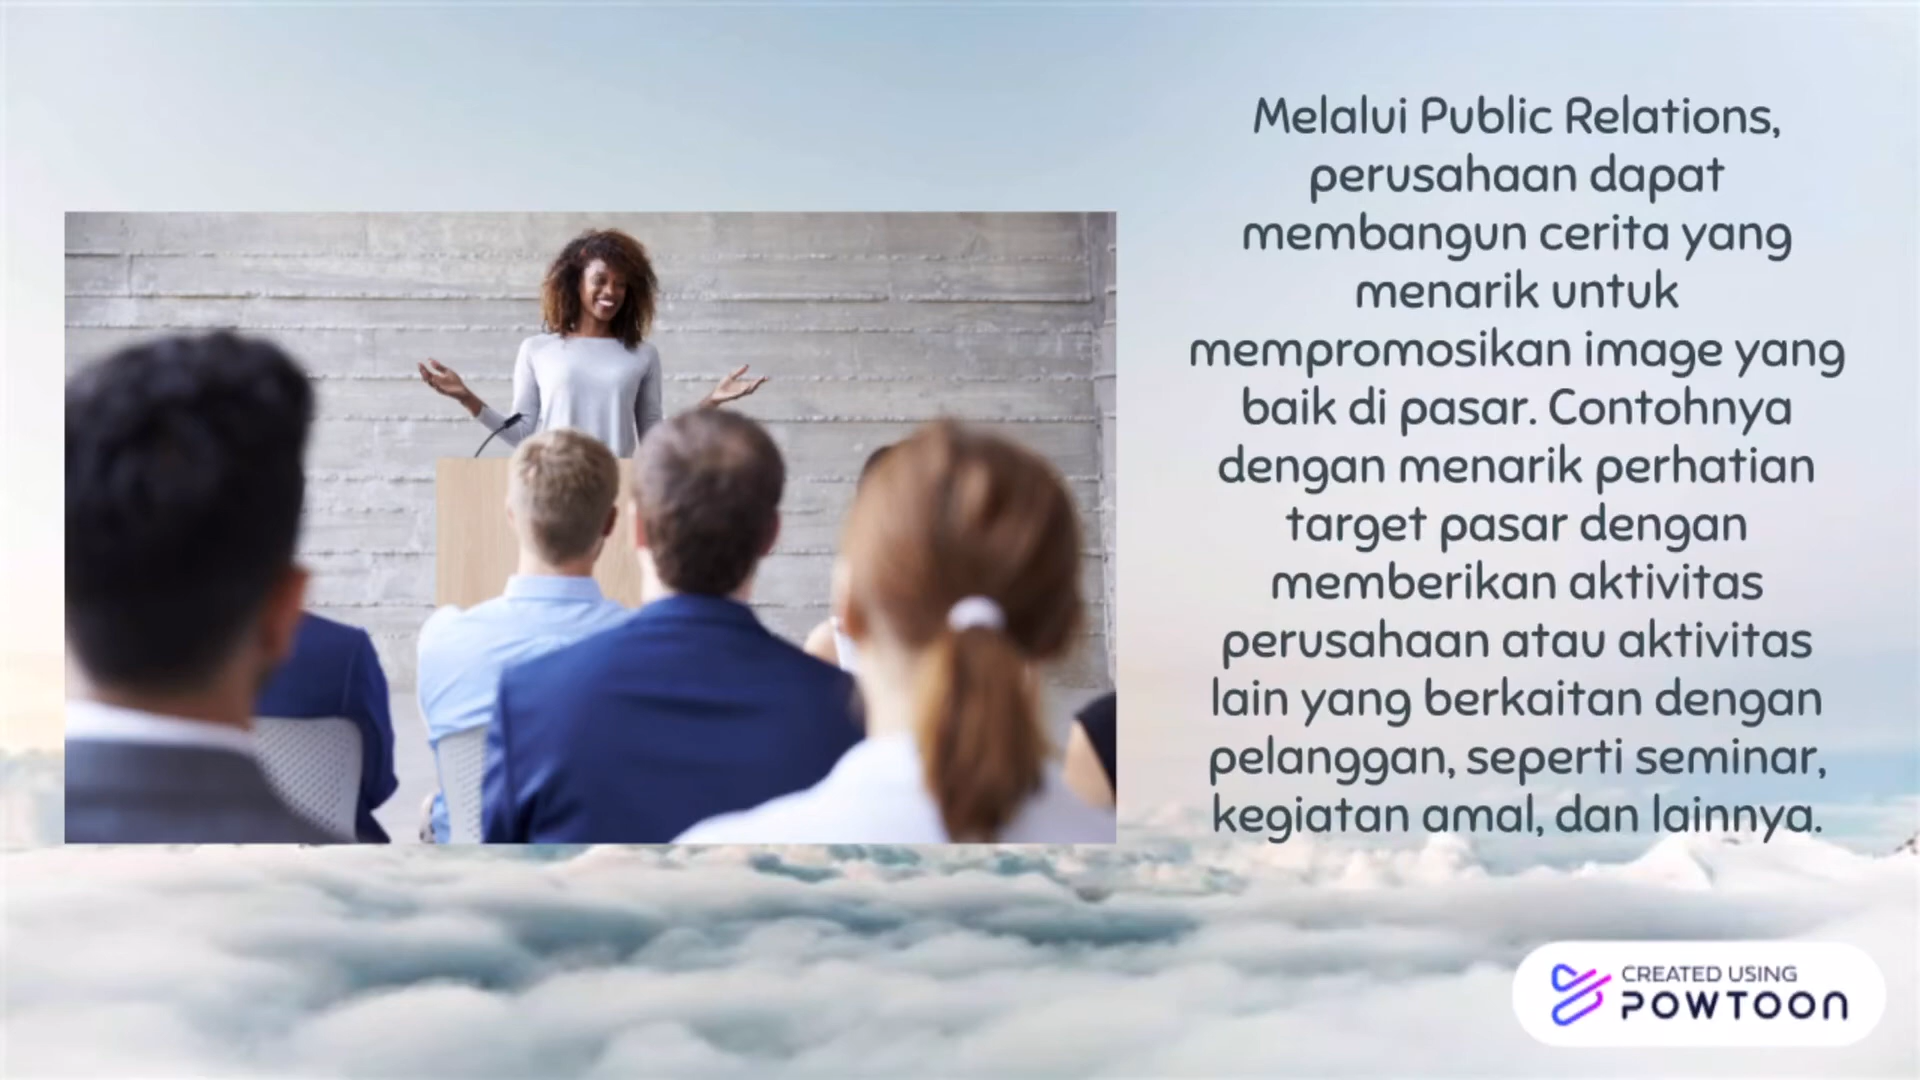 Melalui Public Relations,
perusahaan dapat
membangun cerita yang
menarik untuk
mempromosikan image yang
baik di pasar. Contohnya
dengan menarik perhatian
target pasar dengan
memberikan aktivitas
perusahaan atau aktivitas
lain yang berkaitan dengan
pelanggan, seperti seminar,
kegiatan amal, dan lainnya.
CREATED USING
POWTOON